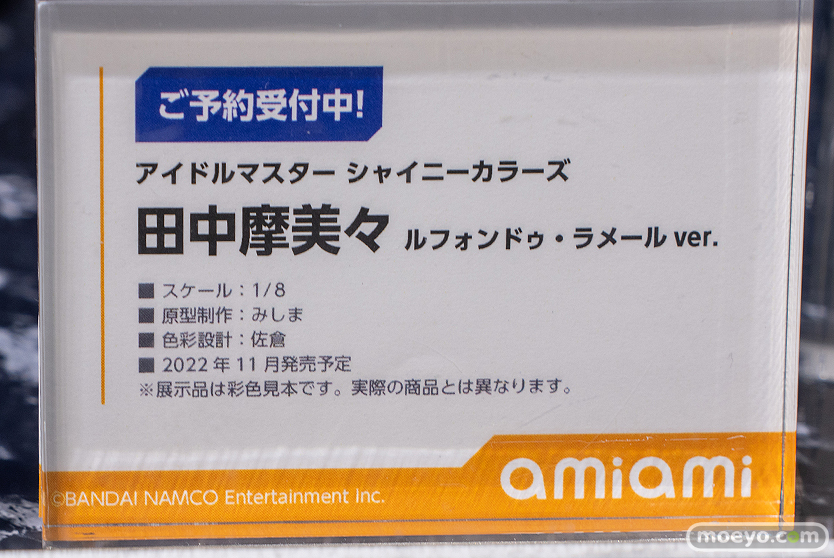 ご予約受付中!
アイドルマスター シャイニーカラーズ
田中摩美々 ルフォンドゥ・ラメール ver.
■ スケール：1/8
■ 原型制作：みしま
■ 色彩設計：佐倉
■ 2022 年 11 月発売予定
※展示品は彩色見本です。実際の商品とは異なります。
amiami
©BANDAI NAMCO Entertainment Inc.
moeyo.com